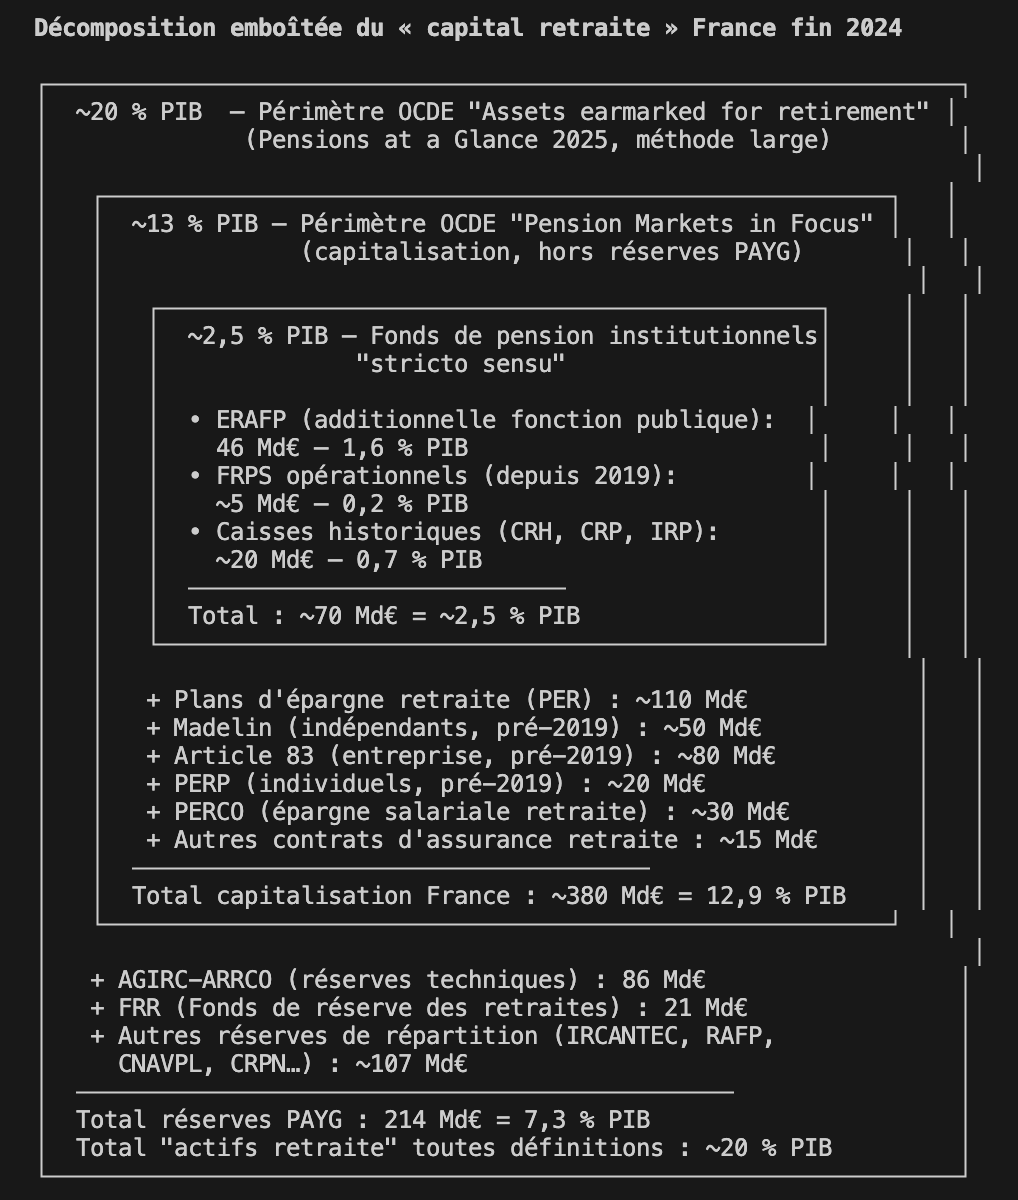 Décomposition emboîtée du « capital retraite » France fin 2024
~20 % PIB – Périmètre OCDE "Assets earmarked for retirement"
(Pensions at a Glance 2025, méthode large)
~13 % PIB – Périmètre OCDE "Pension Markets in Focus"
(capitalisation, hors réserves PAYG)
~2,5 % PIB – Fonds de pension institutionnels
"stricto sensu"
• ERAFP (additionnelle fonction publique):
46 Md€ – 1,6 % PIB
• FRPS opérationnels (depuis 2019):
~5 Md€ – 0,2 % PIB
• Caisses historiques (CRH, CRP, IRP):
~20 Md€ – 0,7 % PIB
Total : ~70 Md€ = ~2,5 % PIB
+ Plans d'épargne retraite (PER) : ~110 Md€
+ Madelin (indépendants, pré–2019) : ~50 Md€
+ Article 83 (entreprise, pré–2019) : ~80 Md€
+ PERP (individuels, pré–2019) : ~20 Md€
+ PERCO (épargne salariale retraite) : ~30 Md€
+ Autres contrats d'assurance retraite : ~15 Md€
Total capitalisation France : ~380 Md€ = 12,9 % PIB
+ AGIRC–ARRCO (réserves techniques) : 86 Md€
+ FRR (Fonds de réserve des retraites) : 21 Md€
+ Autres réserves de répartition (IRCANTEC, RAFP,
CNAVPL, CRPN…) : ~107 Md€
Total réserves PAYG : 214 Md€ = 7,3 % PIB
Total "actifs retraite" toutes définitions : ~20 % PIB